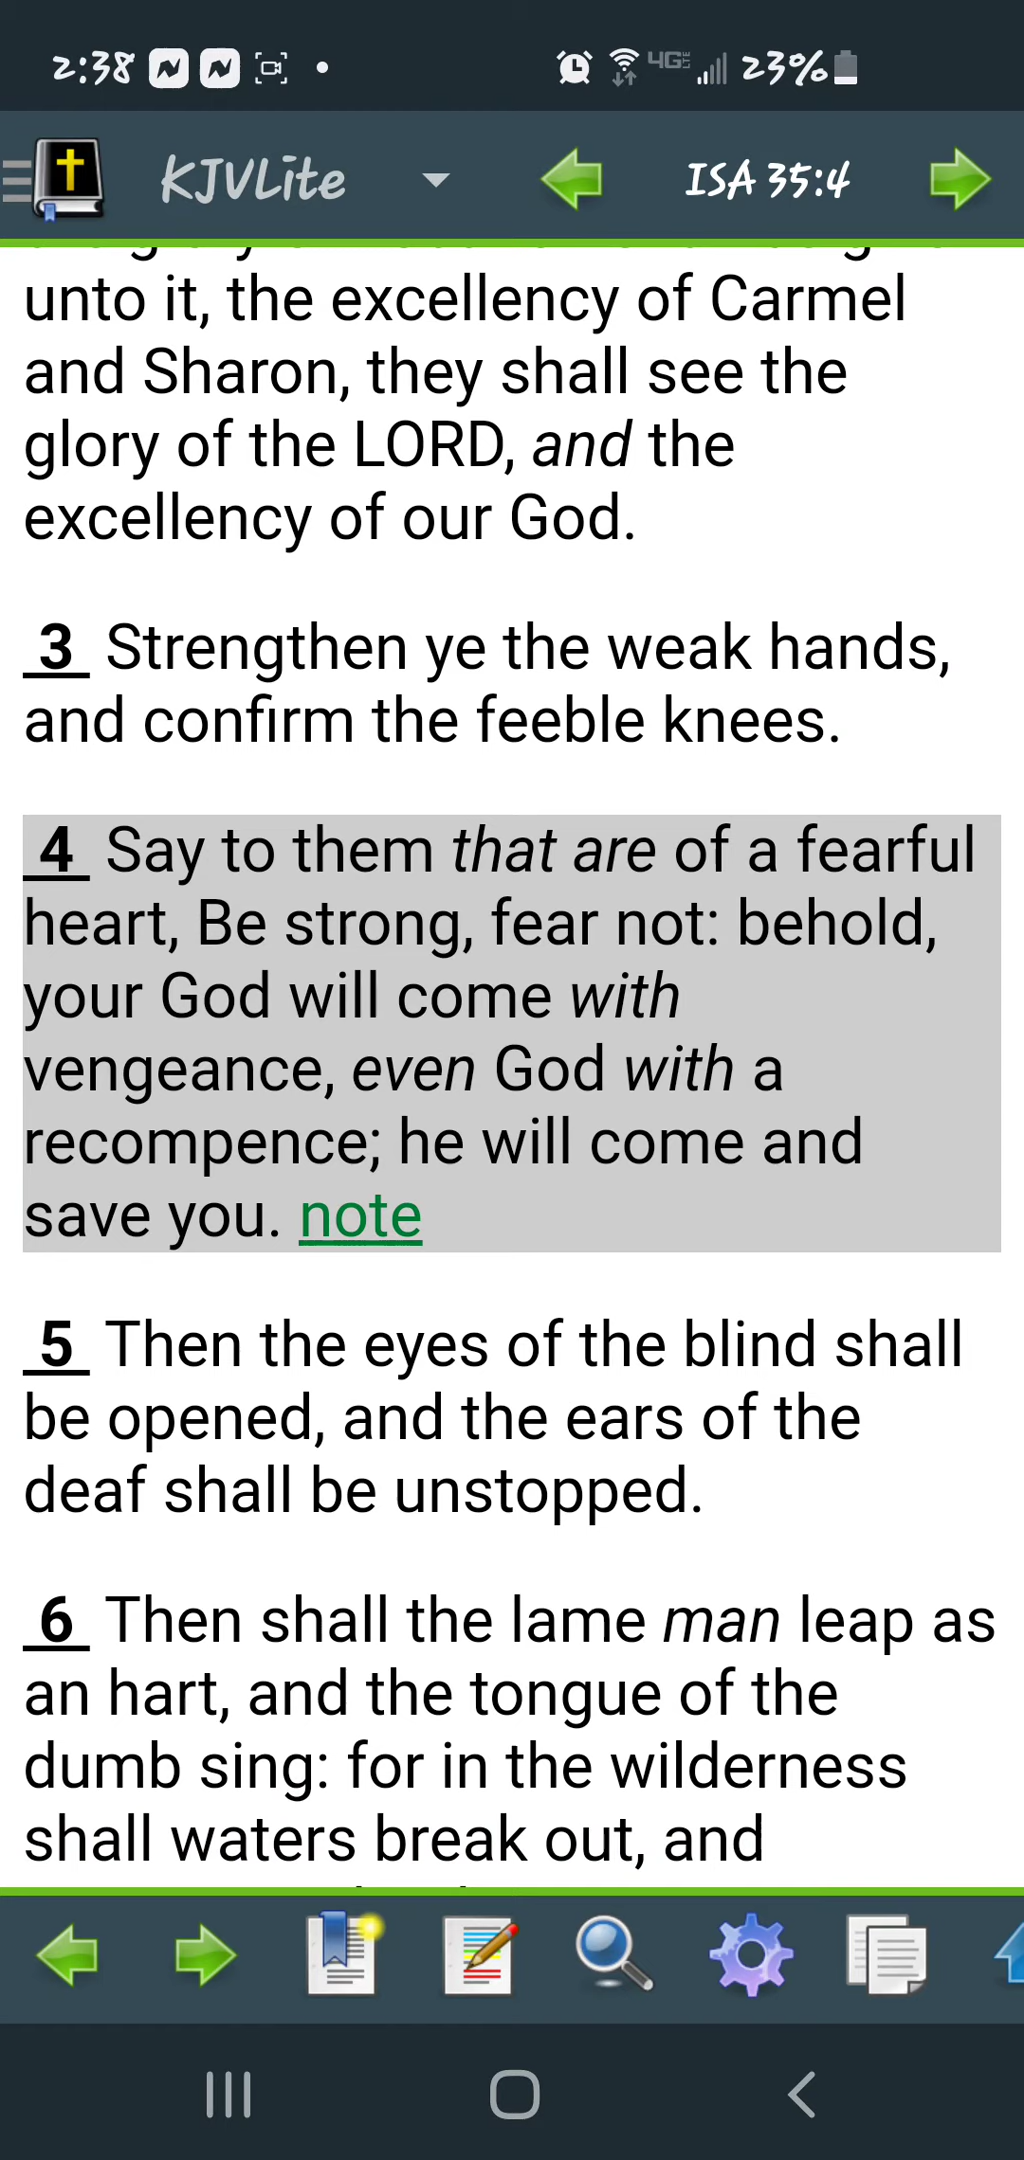 2:38 4G LTE 23%
KJVLite ISA 35:4
unto it, the excellency of Carmel
and Sharon, they shall see the
glory of the LORD, and the
excellency of our God.
3 Strengthen ye the weak hands,
and confirm the feeble knees.
4 Say to them that are of a fearful
heart, Be strong, fear not: behold,
your God will come with
vengeance, even God with a
recompence; he will come and
save you. note
5 Then the eyes of the blind shall
be opened, and the ears of the
deaf shall be unstopped.
6 Then shall the lame man leap as
an hart, and the tongue of the
dumb sing: for in the wilderness
shall waters break out, and